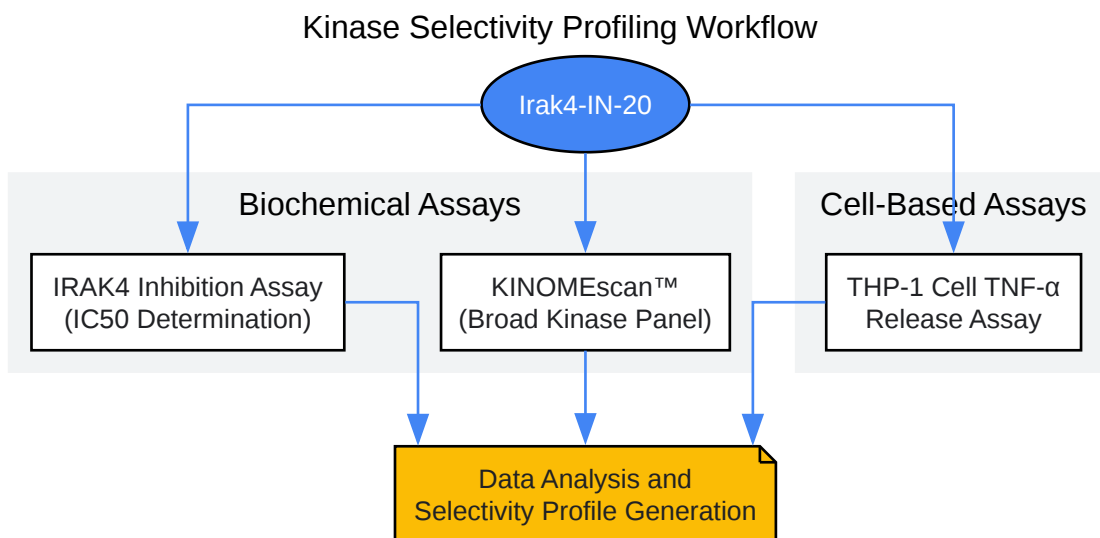 Kinase Selectivity Profiling Workflow
Irak4-IN-20
Biochemical Assays
Cell-Based Assays
IRAK4 Inhibition Assay
(IC50 Determination)
KINOMEscan™
(Broad Kinase Panel)
THP-1 Cell TNF-α
Release Assay
Data Analysis and
Selectivity Profile Generation